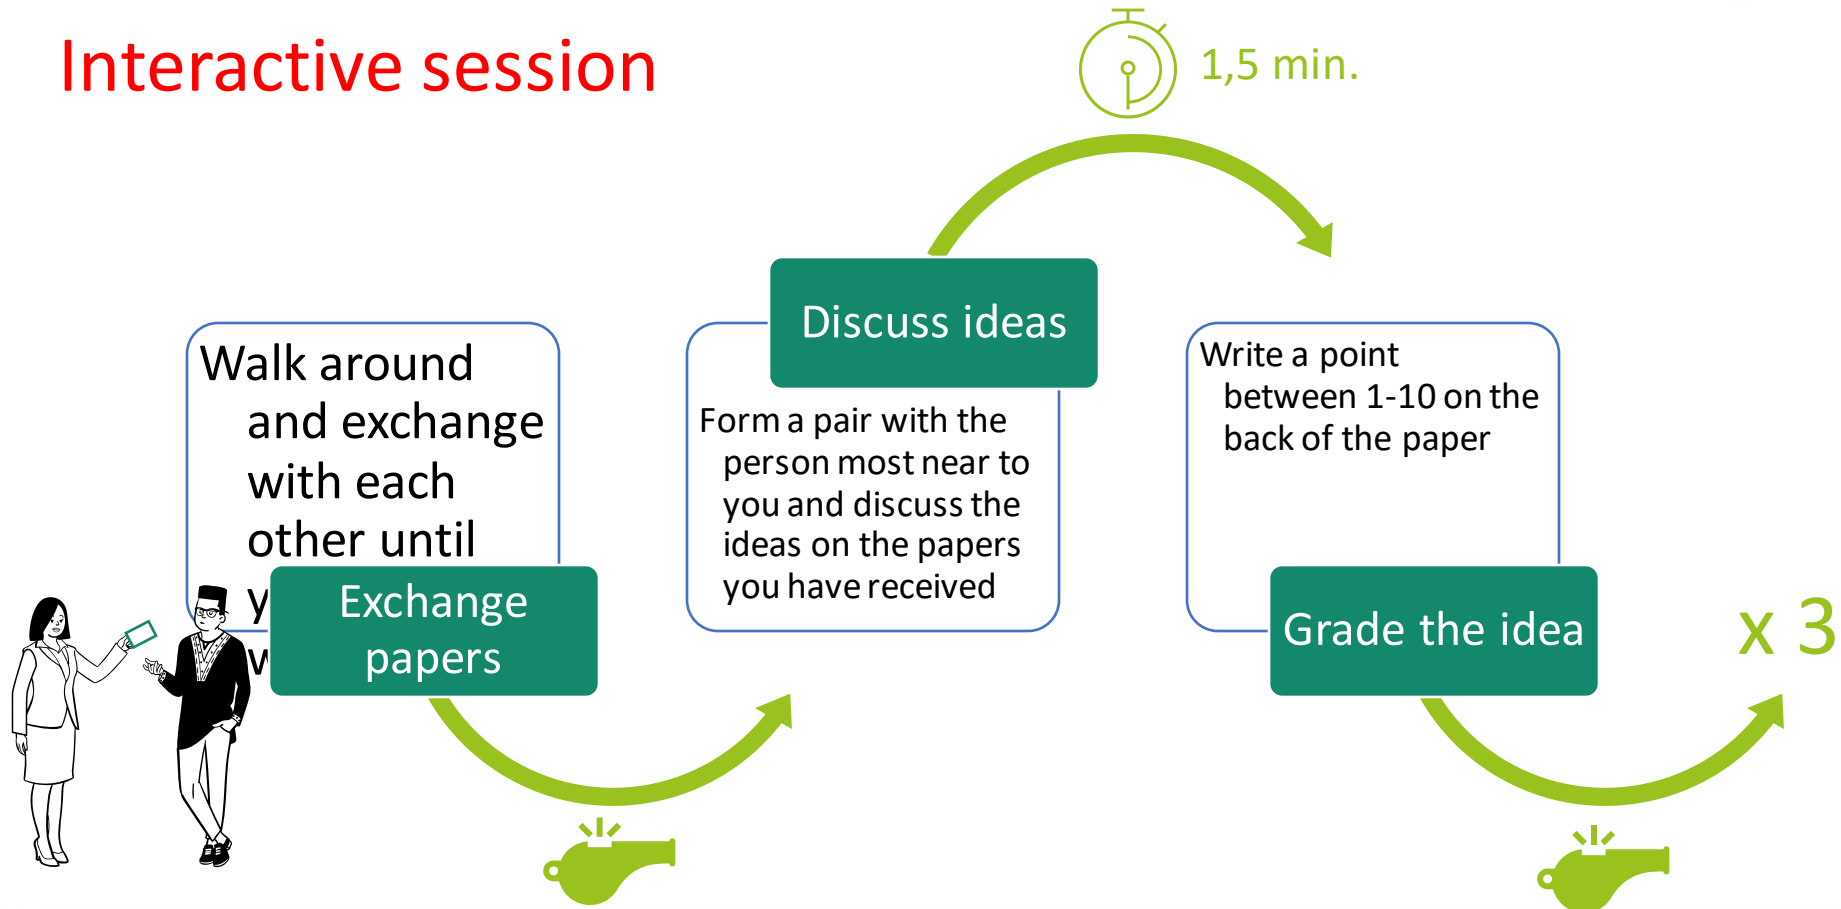 Interactive session
1,5 min.
Walk around
and exchange
with each
other until
Exchange
papers
Discuss ideas
Form a pair with the
person most near to
you and discuss the
ideas on the papers
you have received
Write a point
between 1-10 on the
back of the paper
Grade the idea
x 3